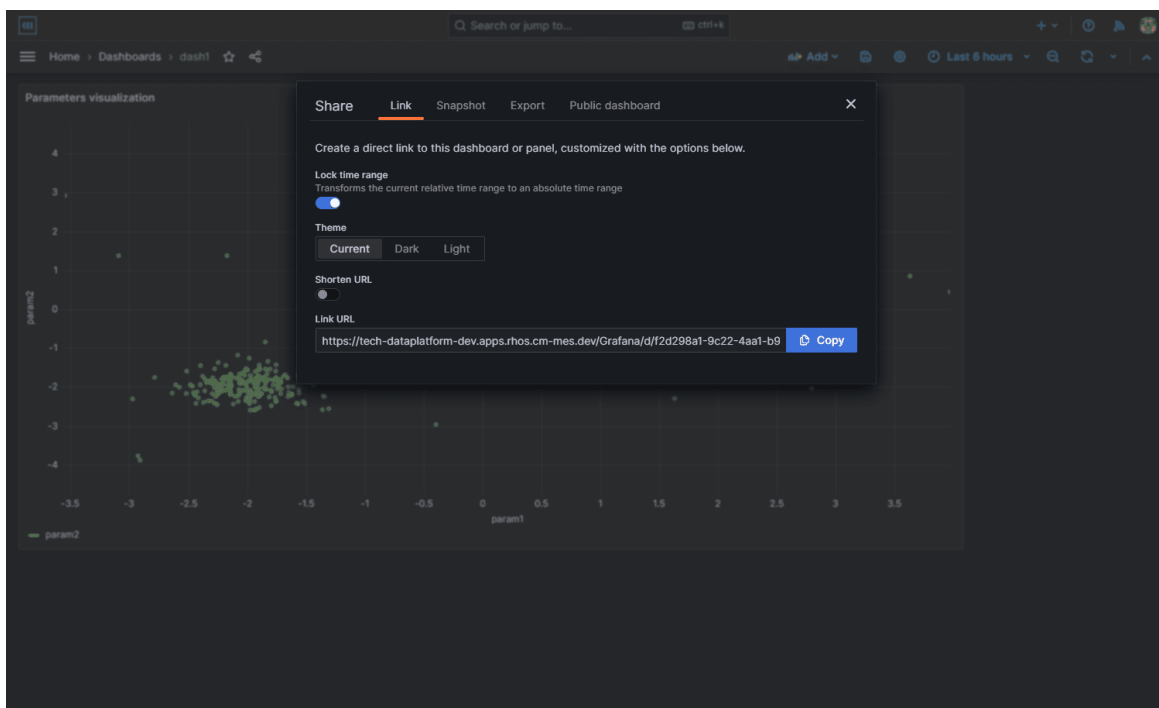 Search or jump to... ctrl+k
Home › Dashboards › dash1 Add Last 6 hours
Parameters visualization
Share Link Snapshot Export Public dashboard
Create a direct link to this dashboard or panel, customized with the options below.
Lock time range
Transforms the current relative time range to an absolute time range
Theme
Current Dark Light
Shorten URL
Link URL
https://tech-dataplatform-dev.apps.rhos.cm-mes.dev/Grafana/d/f2d298a1-9c22-4aa1-b9 Copy
4
3
2
1
0
-1
-2
-3
-4
param2
-3.5 -3 -2.5 -2 -1.5 -1 -0.5 0 0.5 1 1.5 2 2.5 3 3.5
param1
param2